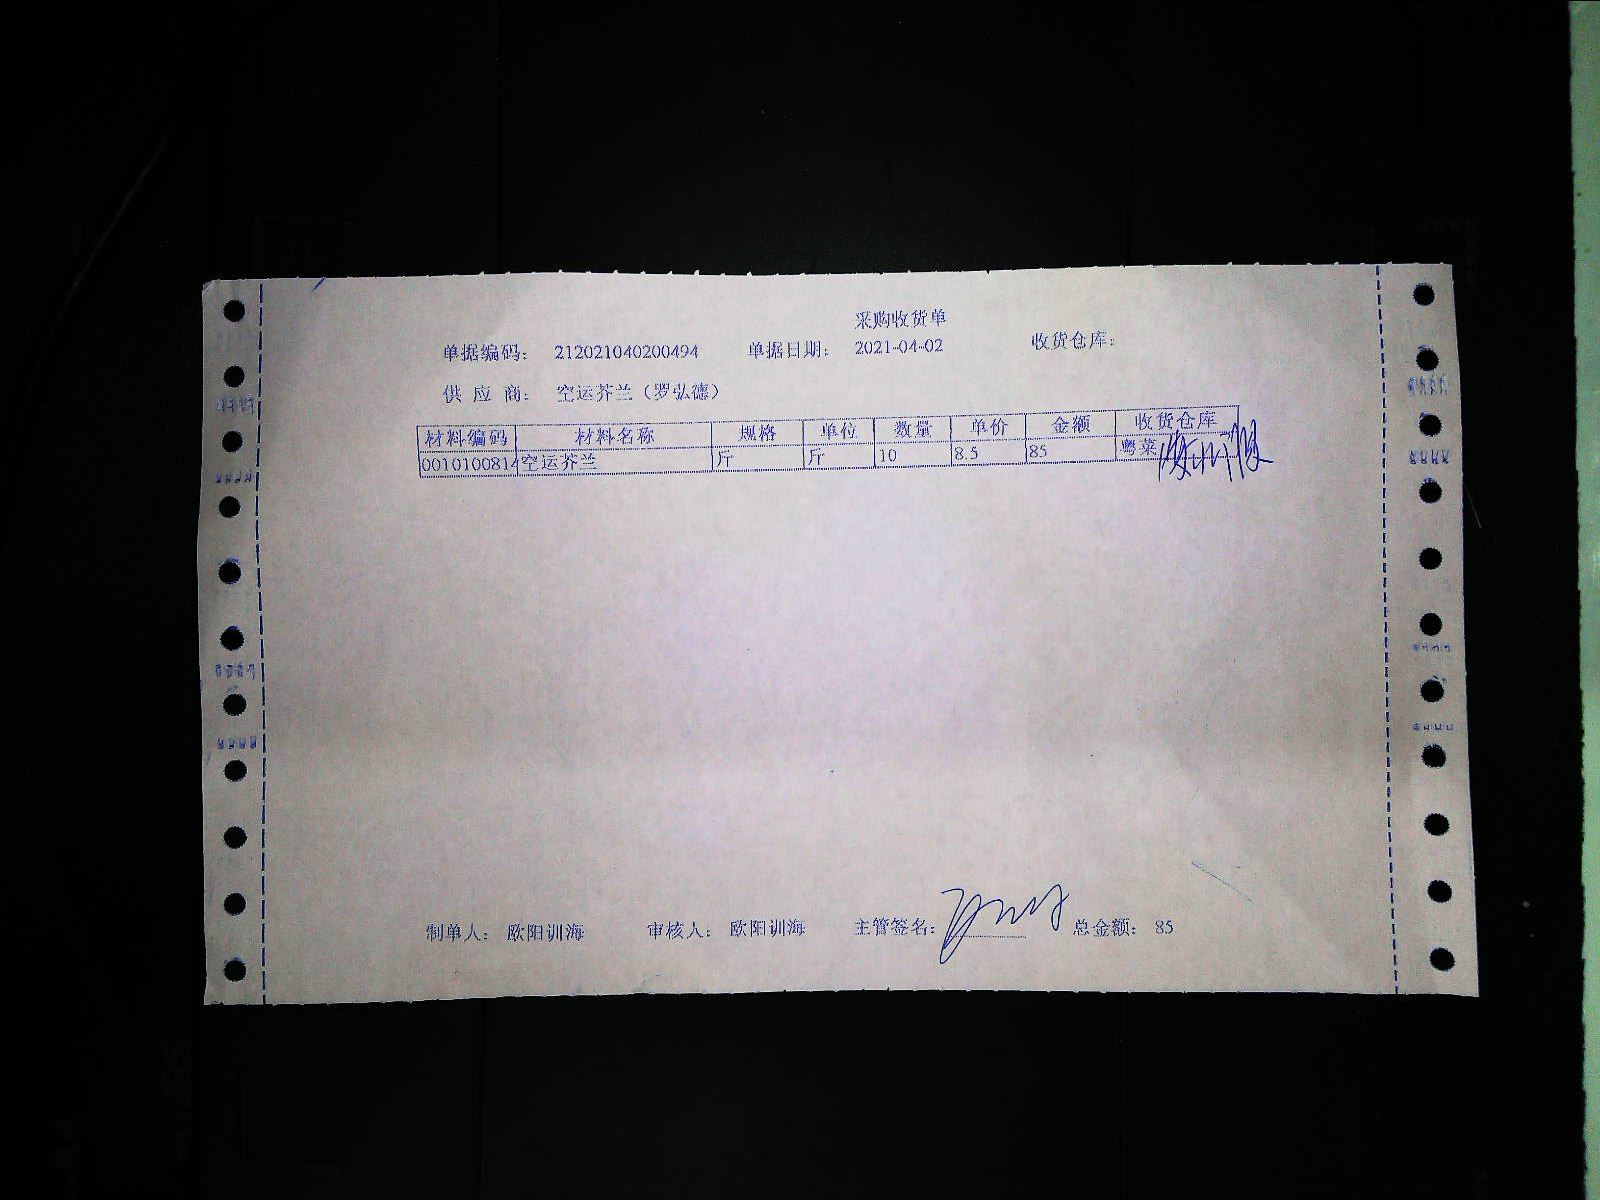 采购收货单
单据编码： 212021040200494 单据日期： 2021-04-02 收货仓库：
供 应 商： 空运芥兰（罗弘德）
材料编码 材料名称 规格 单位 数量 单价 金额 收货仓库
0010100814 空运芥兰 斤 斤 10 8.5 85 粤菜
制单人： 欧阳训海 审核人： 欧阳训海 主管签名： 总金额： 85